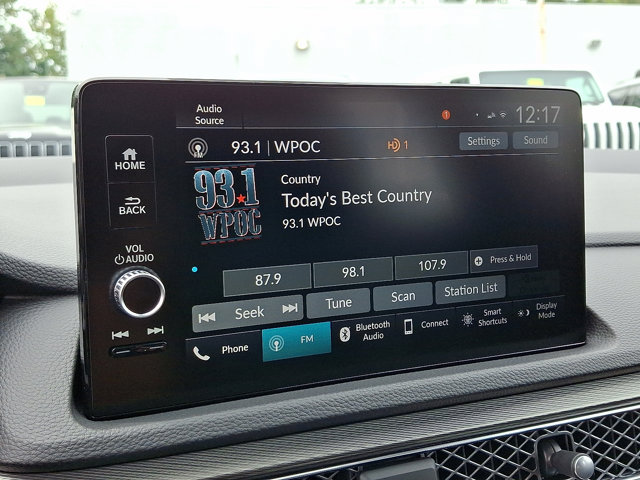 Audio
Source
1
12:17
93.1 | WPOC
HD 1
Settings
Sound
HOME
BACK
VOL
AUDIO
93.1
WPOC
Country
Today's Best Country
93.1 WPOC
87.9
98.1
107.9
Press & Hold
Seek
Tune
Scan
Station List
Phone
FM
Bluetooth
Audio
Connect
Smart
Shortcuts
Display
Mode